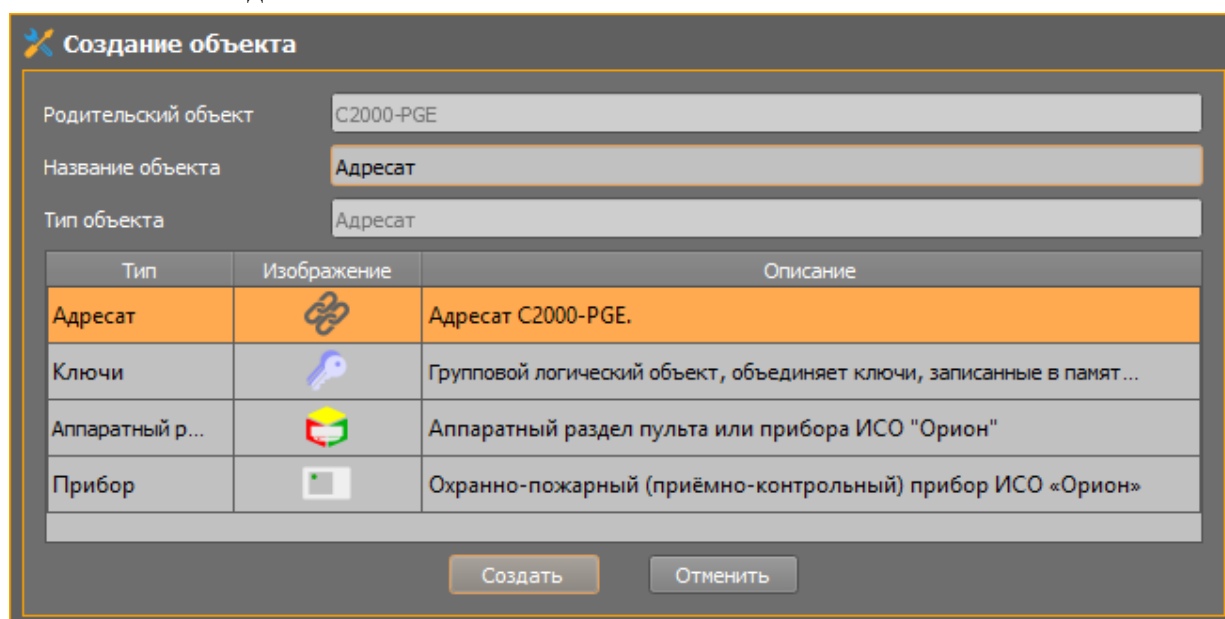 Создание объекта
Родительский объект C2000-PGE
Название объекта Адресат
Тип объекта Адресат
Тип Изображение Описание
Адресат Адресат C2000-PGE.
Ключи Групповой логический объект, объединяет ключи, записанные в памят...
Аппаратный р... Аппаратный раздел пульта или прибора ИСО "Орион"
Прибор Охранно-пожарный (приёмно-контрольный) прибор ИСО «Орион»
Создать Отменить